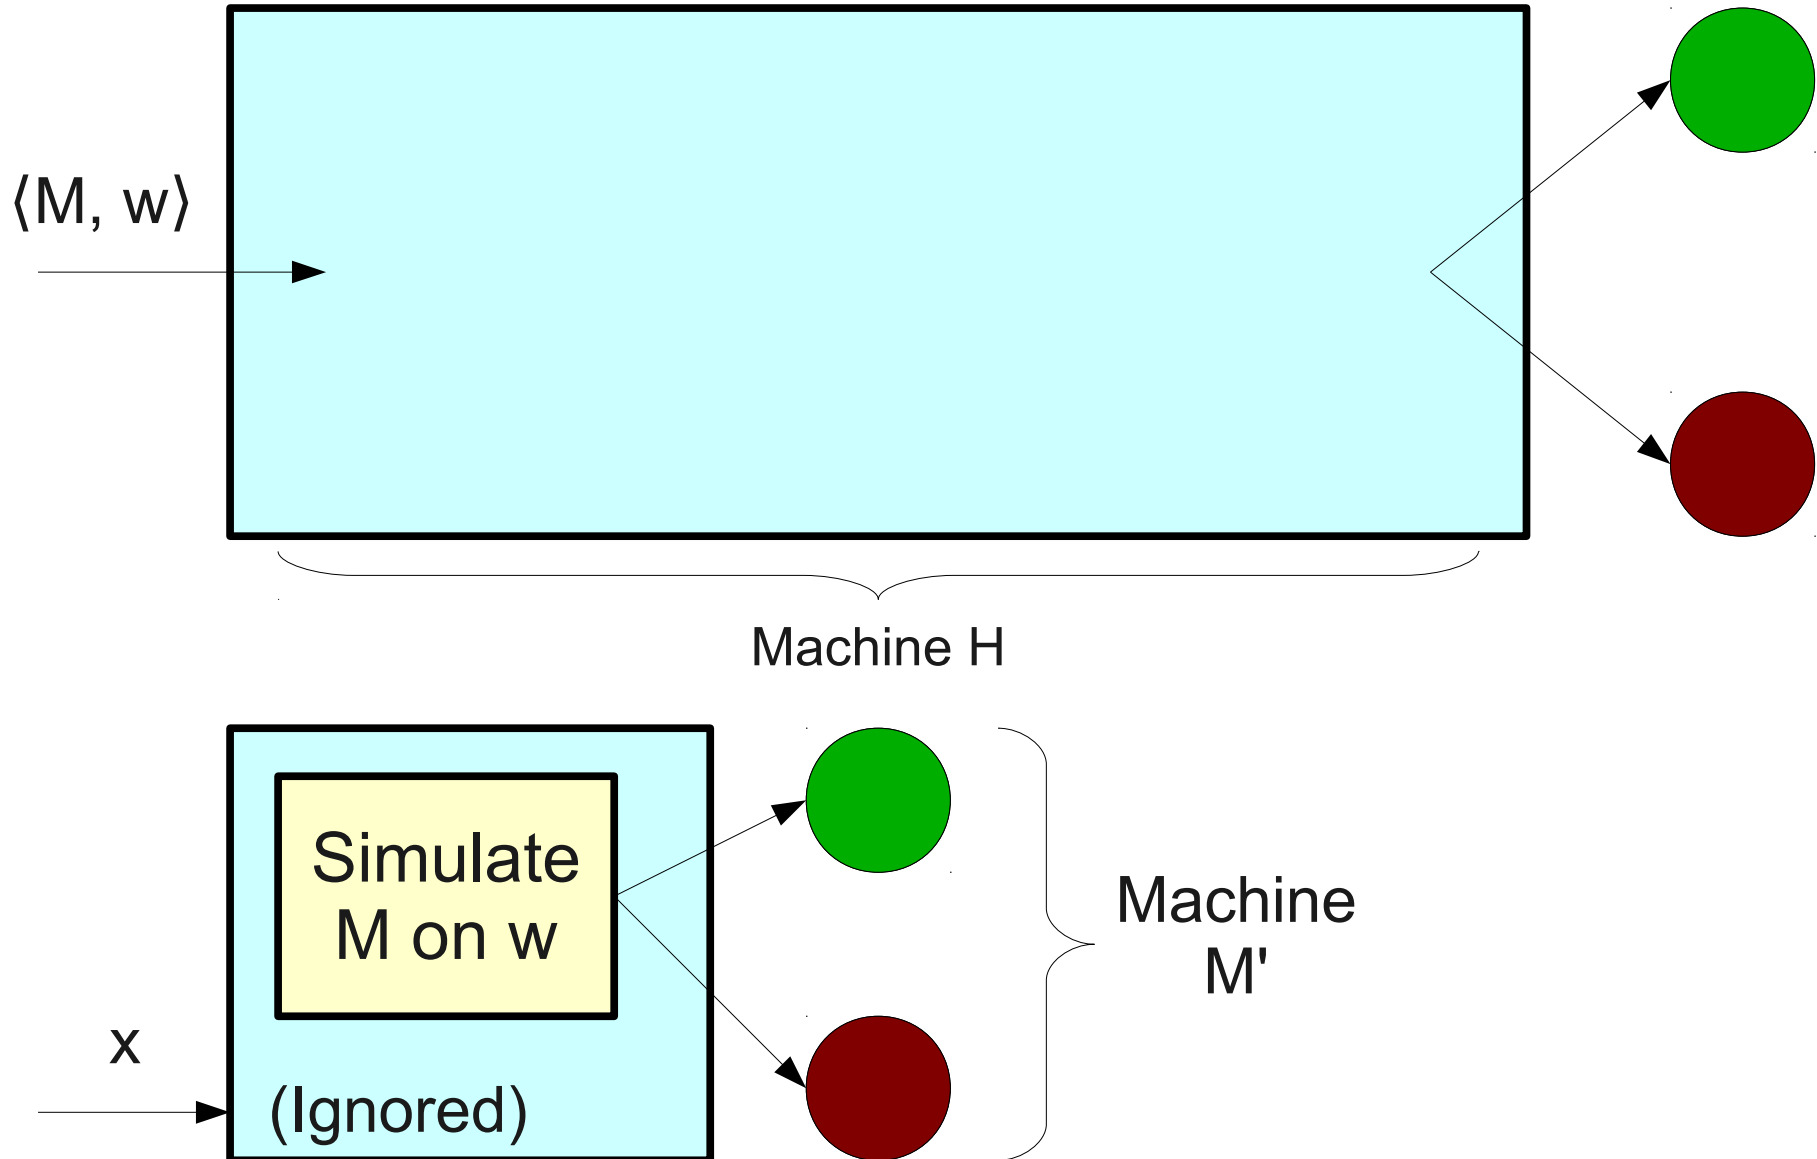 ⟨M, w⟩
Machine H
Simulate
M on w
Machine
M'
x
(Ignored)